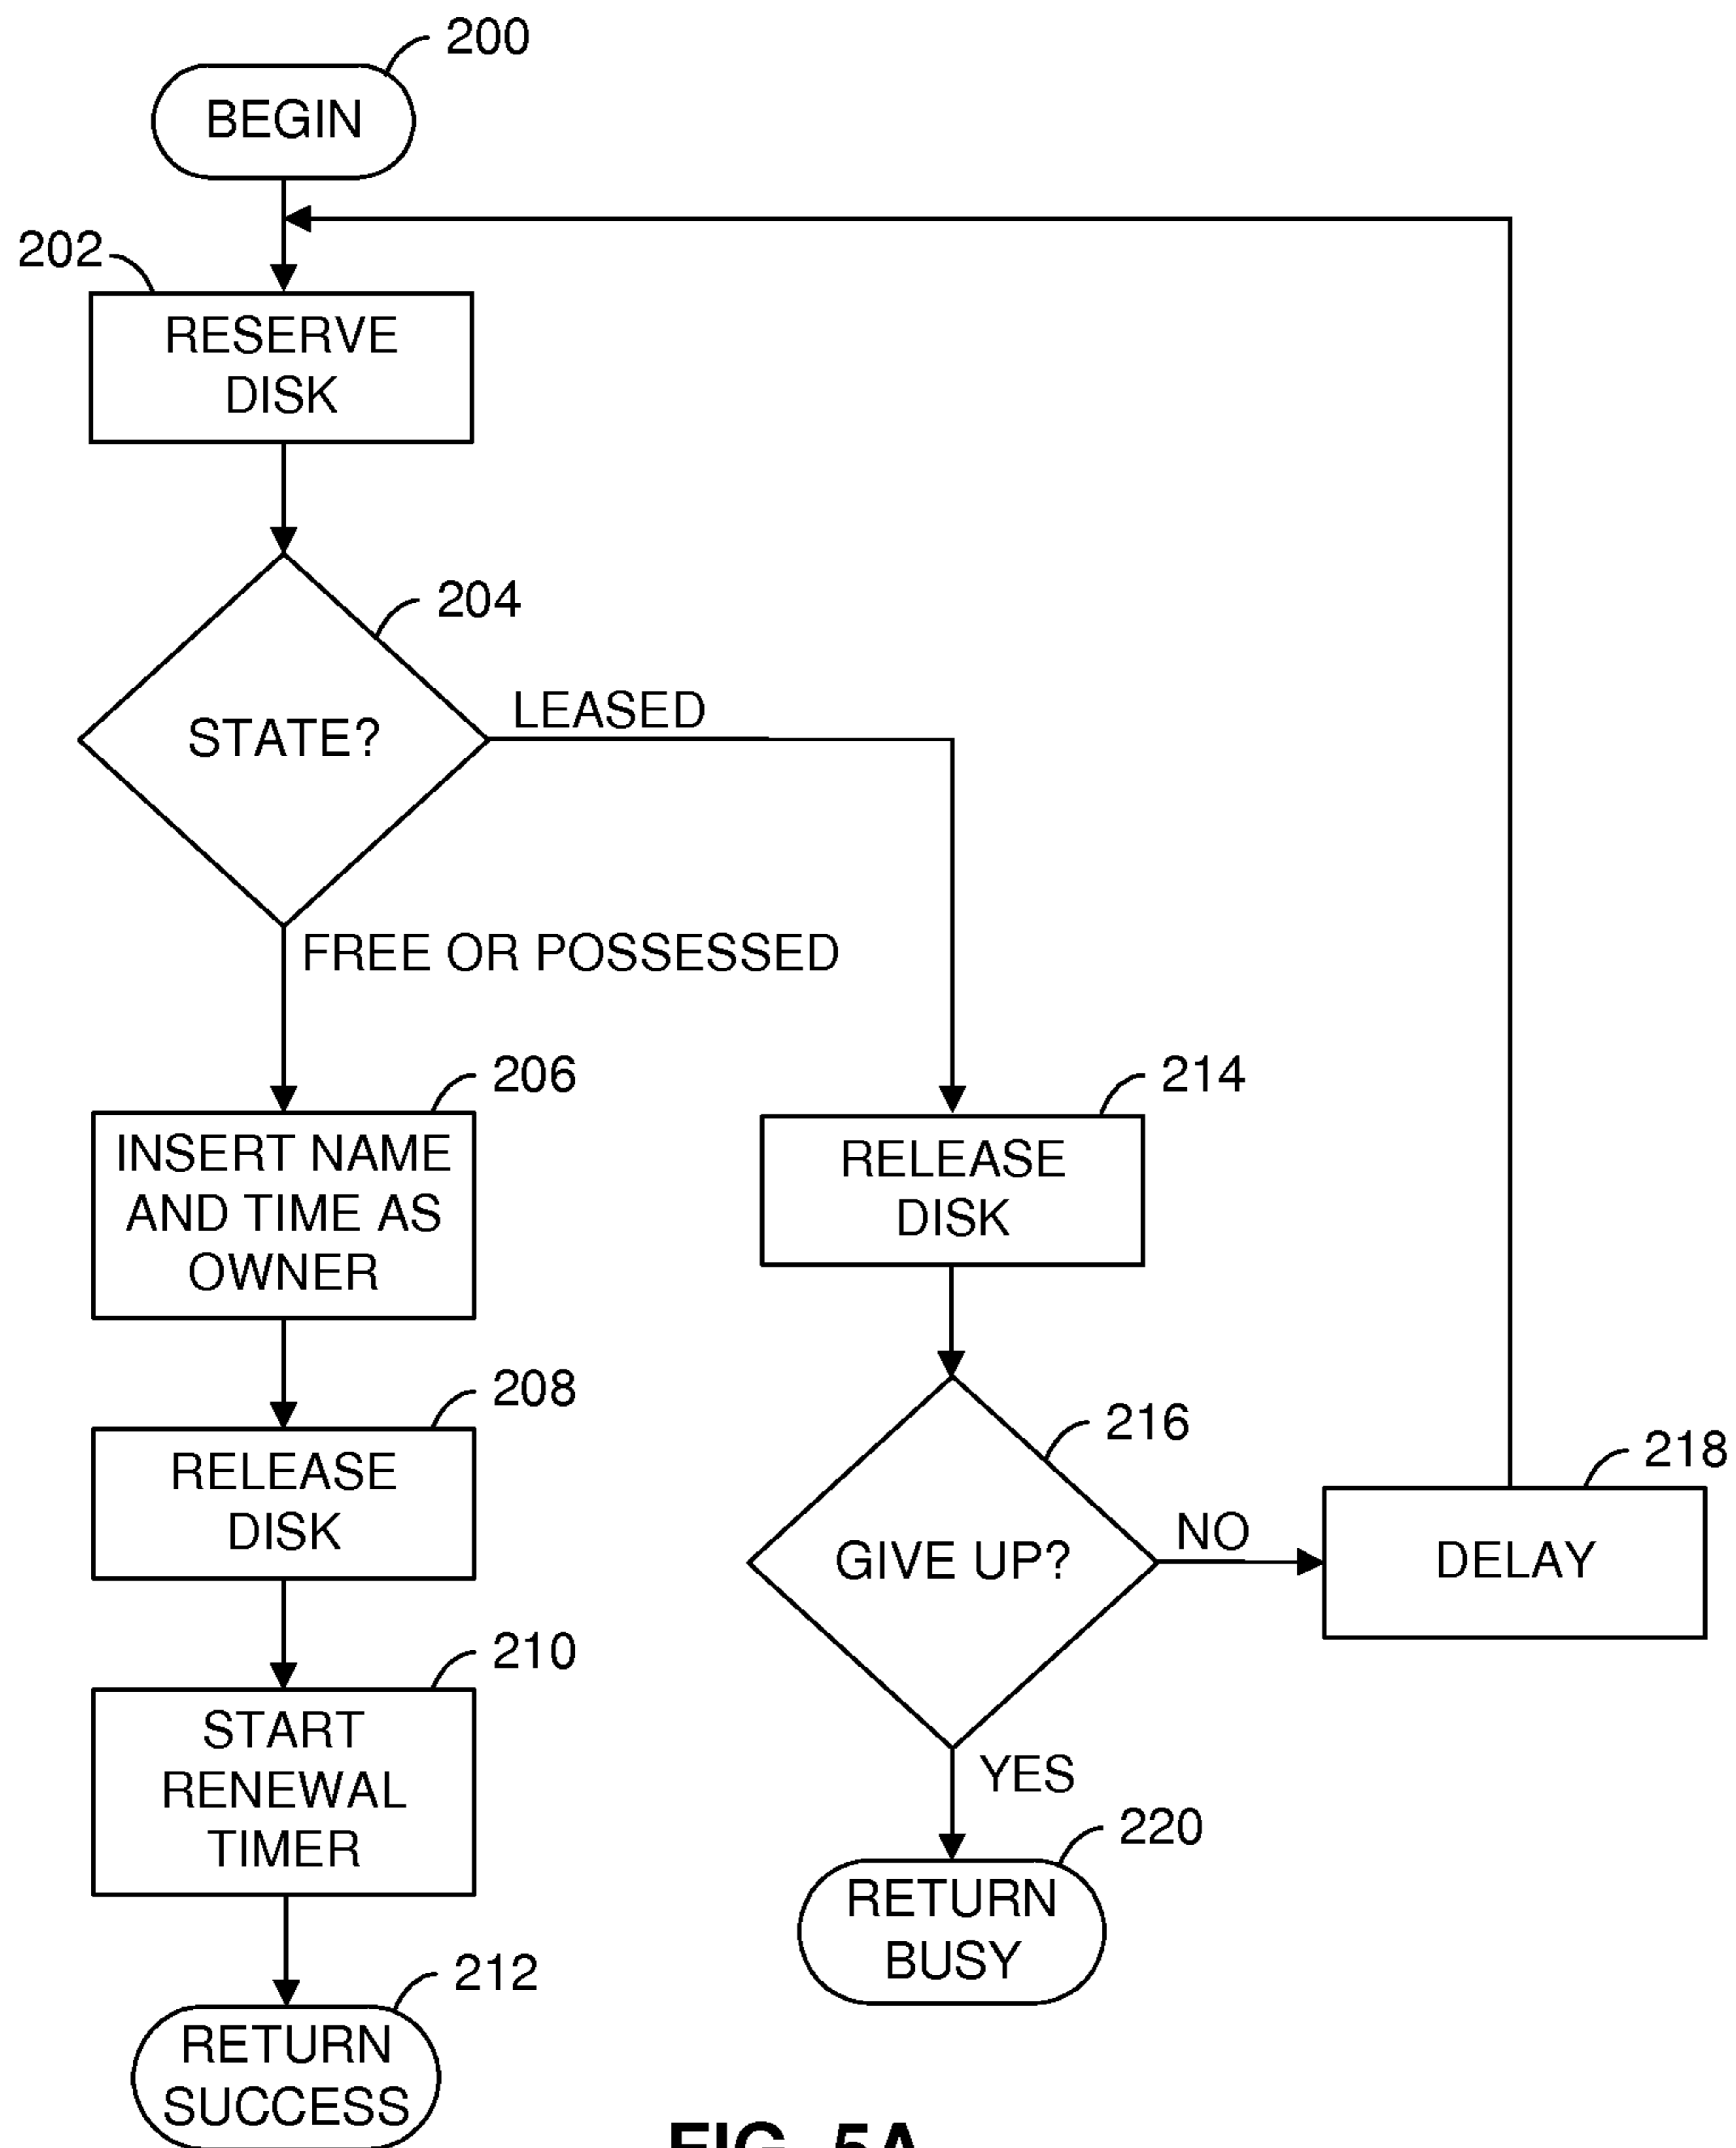 200
BEGIN
202
RESERVE
DISK
204
STATE?
LEASED
FREE OR POSSESSED
206
INSERT NAME
AND TIME AS
OWNER
214
RELEASE
DISK
208
RELEASE
DISK
216
GIVE UP?
NO
218
DELAY
210
START
RENEWAL
TIMER
YES
220
RETURN
BUSY
212
RETURN
SUCCESS
FIG. 5A